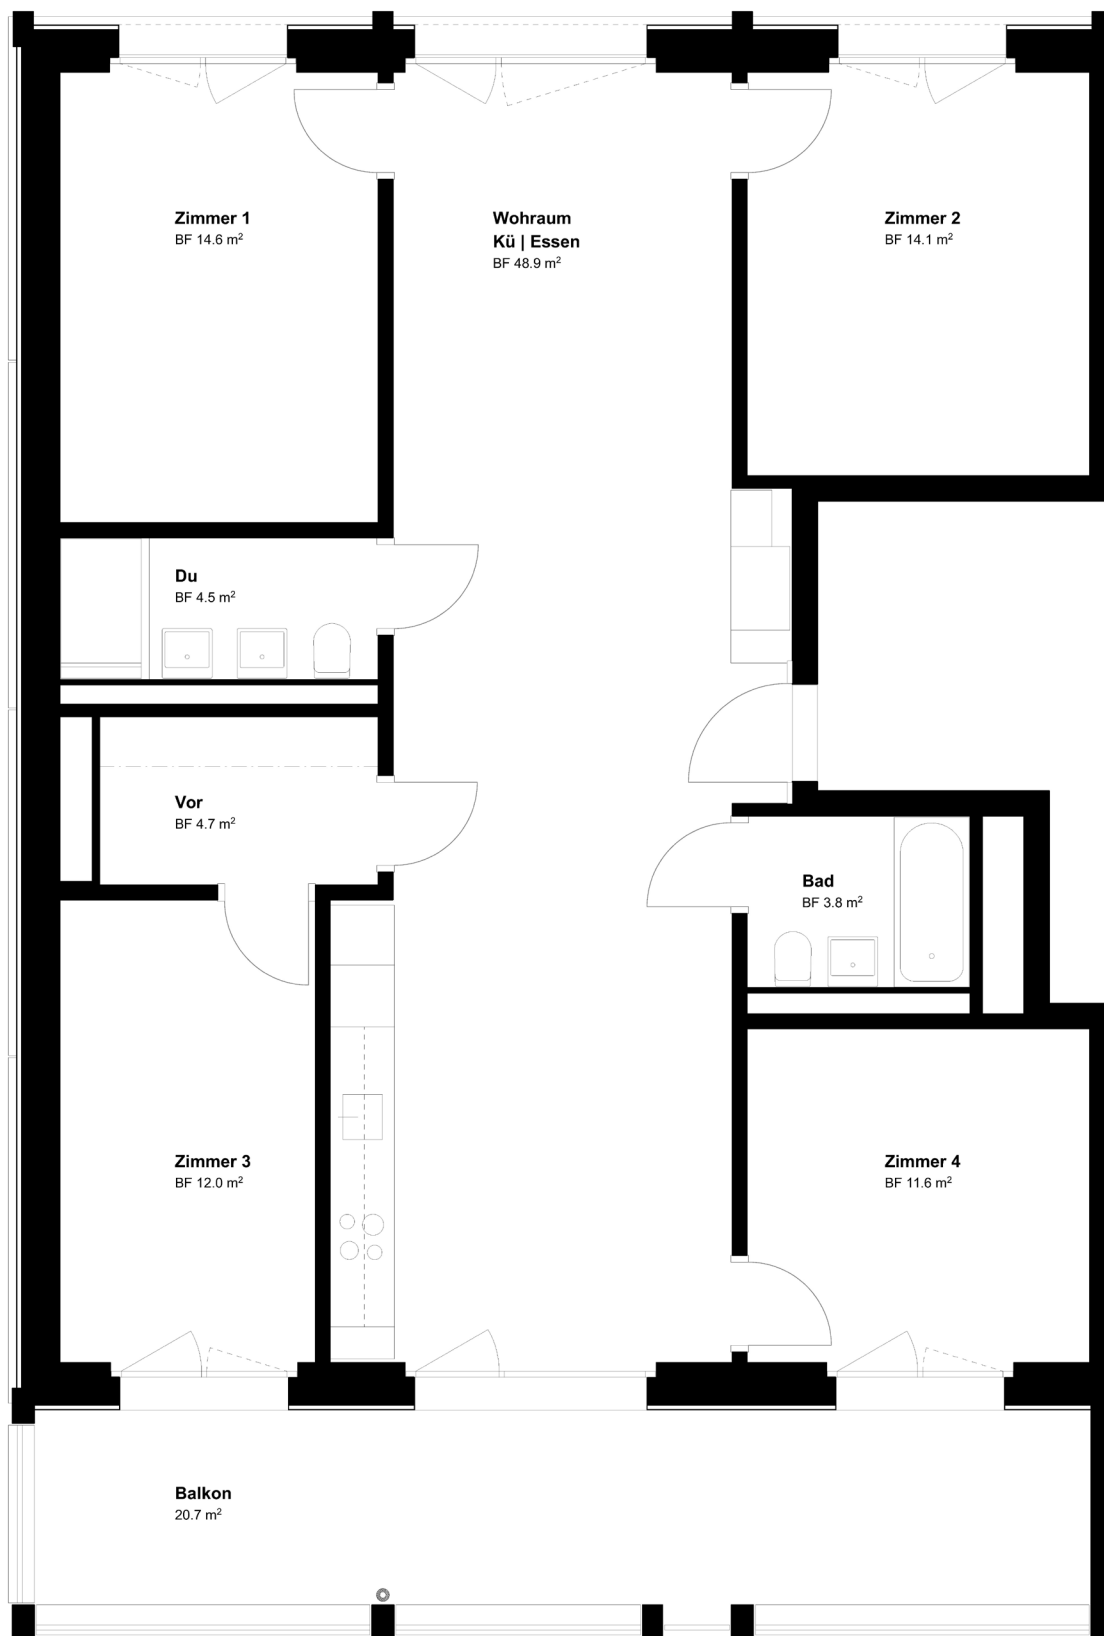 Zimmer 1
BF 14.6 m²
Wohraum
Kü | Essen
BF 48.9 m²
Zimmer 2
BF 14.1 m²
Du
BF 4.5 m²
Vor
BF 4.7 m²
Bad
BF 3.8 m²
Zimmer 3
BF 12.0 m²
Zimmer 4
BF 11.6 m²
Balkon
20.7 m²